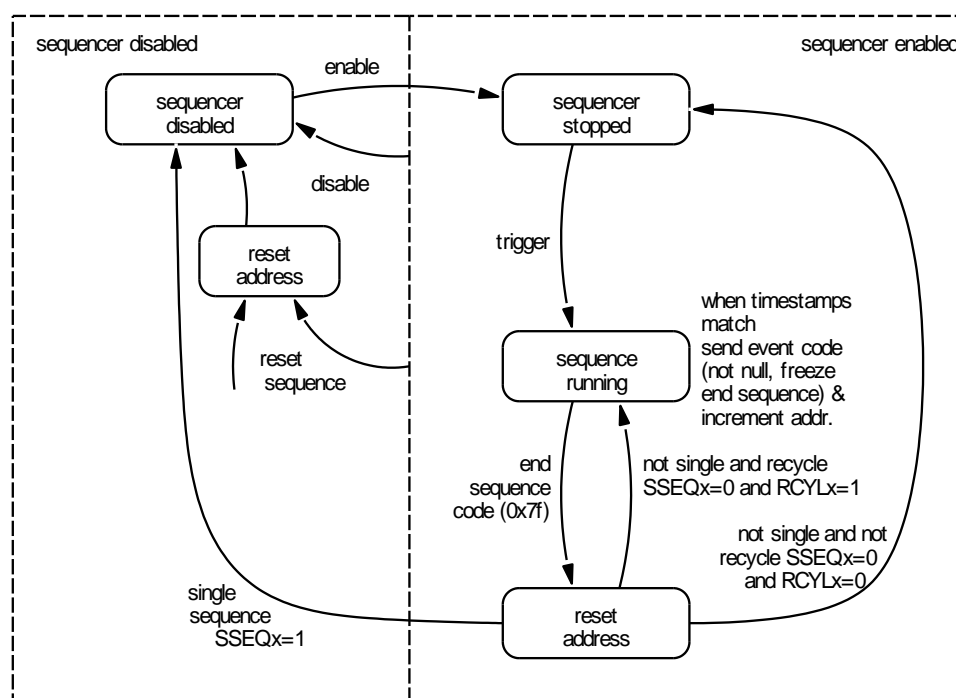 sequencer disabled
sequencer enabled
enable
sequencer
disabled
sequencer
stopped
disable
trigger
reset
address
reset
sequence
when timestamps
match
send event code
(not null, freeze
end sequence) &
increment addr.
sequence
running
end
sequence
code (0x7f)
not single and recycle
SSEQx=0 and RCYLx=1
not single and not
recycle SSEQx=0
and RCYLx=0
single
sequence
SSEQx=1
reset
address